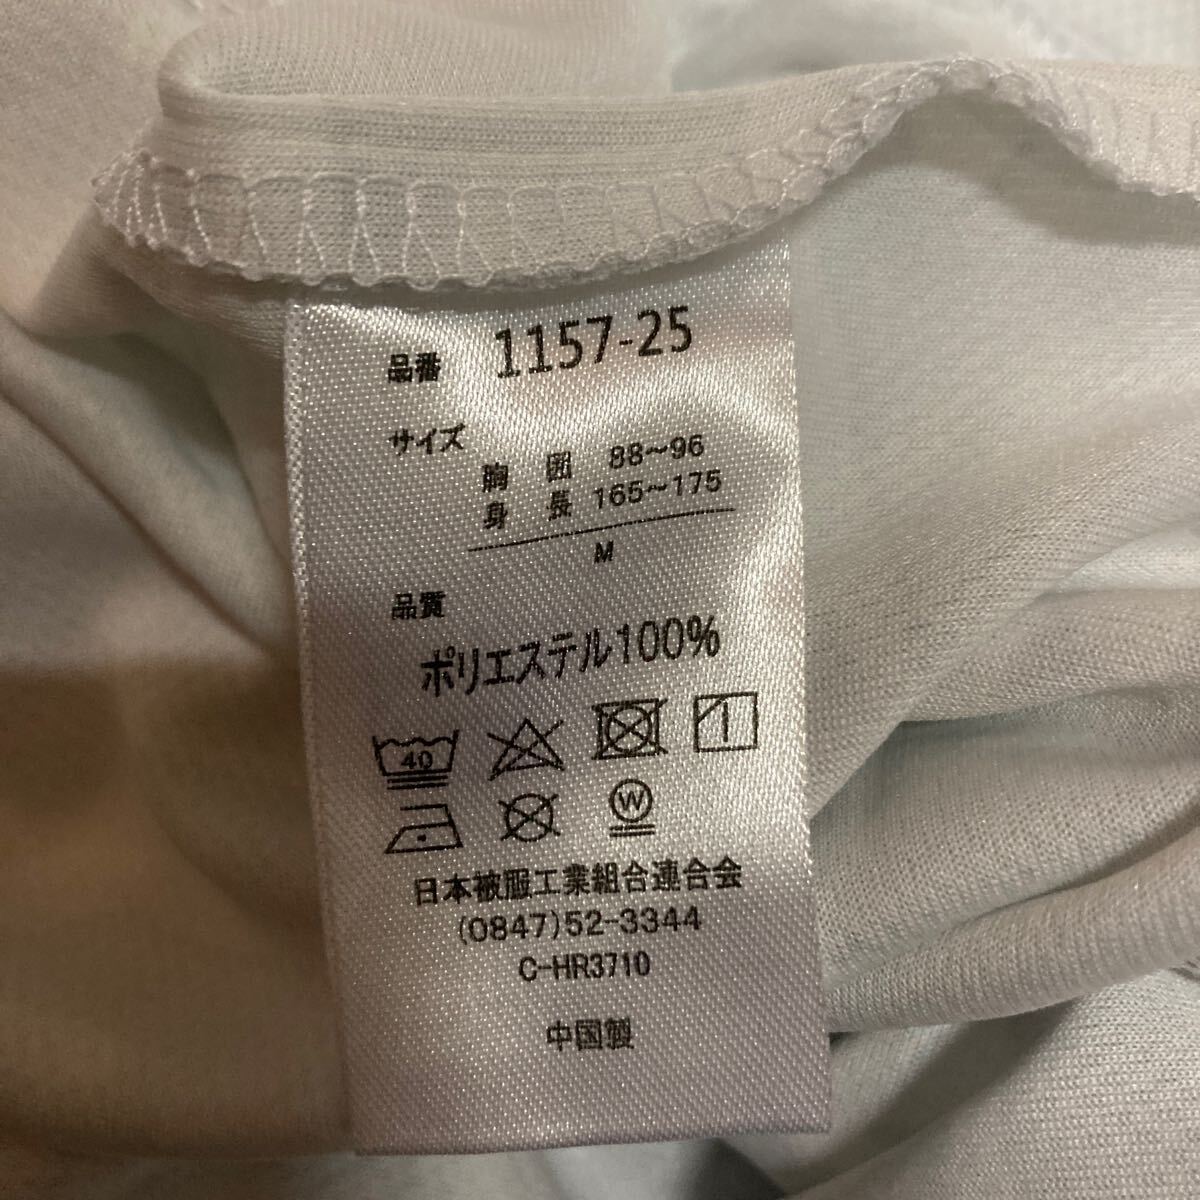 品番 1157-25
サイズ
胸囲 88～96
身長 165～175
M
品質
ポリエステル100%
40
W
日本被服工業組合連合会
(0847)52-3344
C-HR3710
中国製